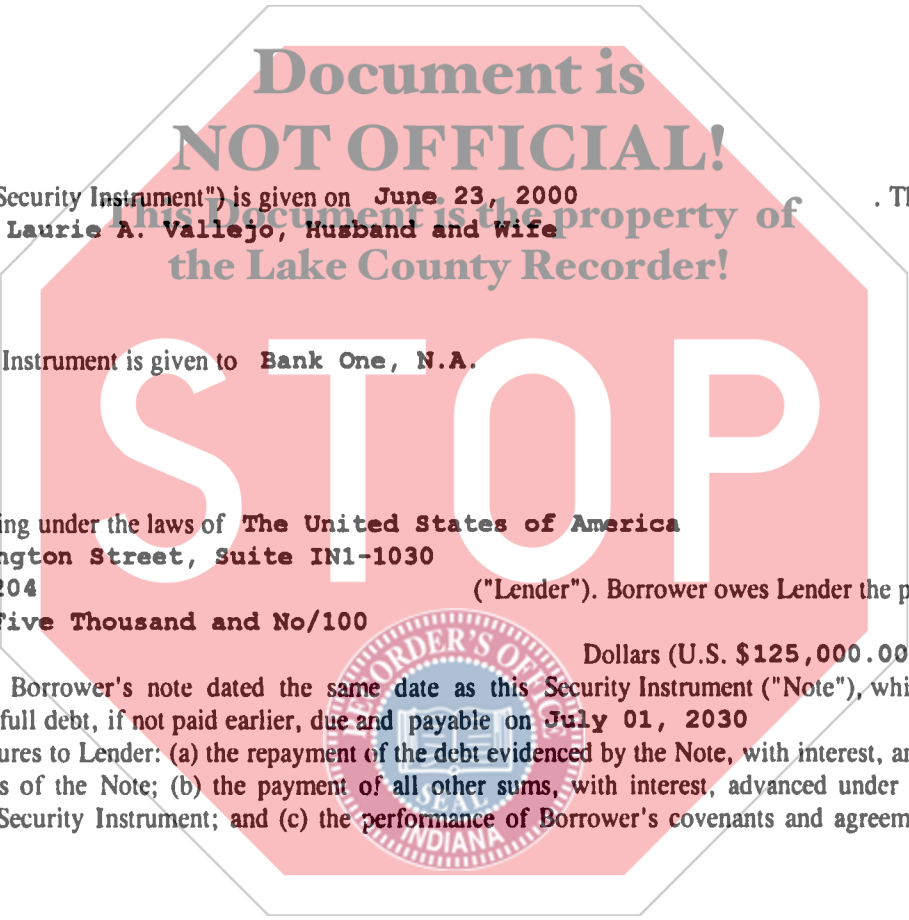 Document is
NOT OFFICIAL!
Security Instrument") is given on June 23, 2000 . Th
This Document is the property of
Laurie A. Vallejo, Husband and Wife
the Lake County Recorder!
Instrument is given to Bank One, N.A.
STOP
ing under the laws of The United States of America
ngton Street, Suite IN1-1030
204 ("Lender"). Borrower owes Lender the p
Five Thousand and No/100
Dollars (U.S. $125,000.00
Borrower's note dated the same date as this Security Instrument ("Note"), whi
full debt, if not paid earlier, due and payable on July 01, 2030
ures to Lender: (a) the repayment of the debt evidenced by the Note, with interest, an
s of the Note; (b) the payment of all other sums, with interest, advanced under
Security Instrument; and (c) the performance of Borrower's covenants and agreem
RECORDER'S OFFICE
SEAL
INDIANA